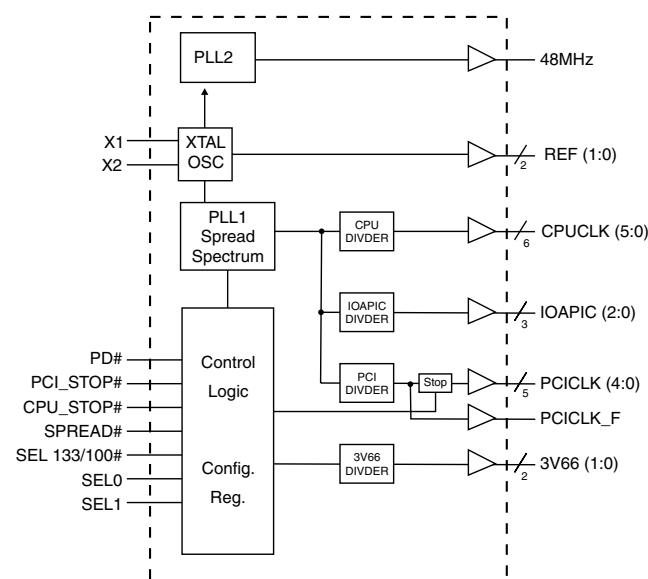 PLL2
48MHz
X1
X2
XTAL
OSC
2
REF (1:0)
PLL1
Spread
Spectrum
CPU
DIVDER
6
CPUCLK (5:0)
IOAPIC
DIVDER
3
IOAPIC (2:0)
PD#
PCI_STOP#
CPU_STOP#
SPREAD#
SEL 133/100#
SEL0
SEL1
Control
Logic
Config.
Reg.
PCI
DIVDER
Stop
5
PCICLK (4:0)
PCICLK_F
3V66
DIVDER
2
3V66 (1:0)